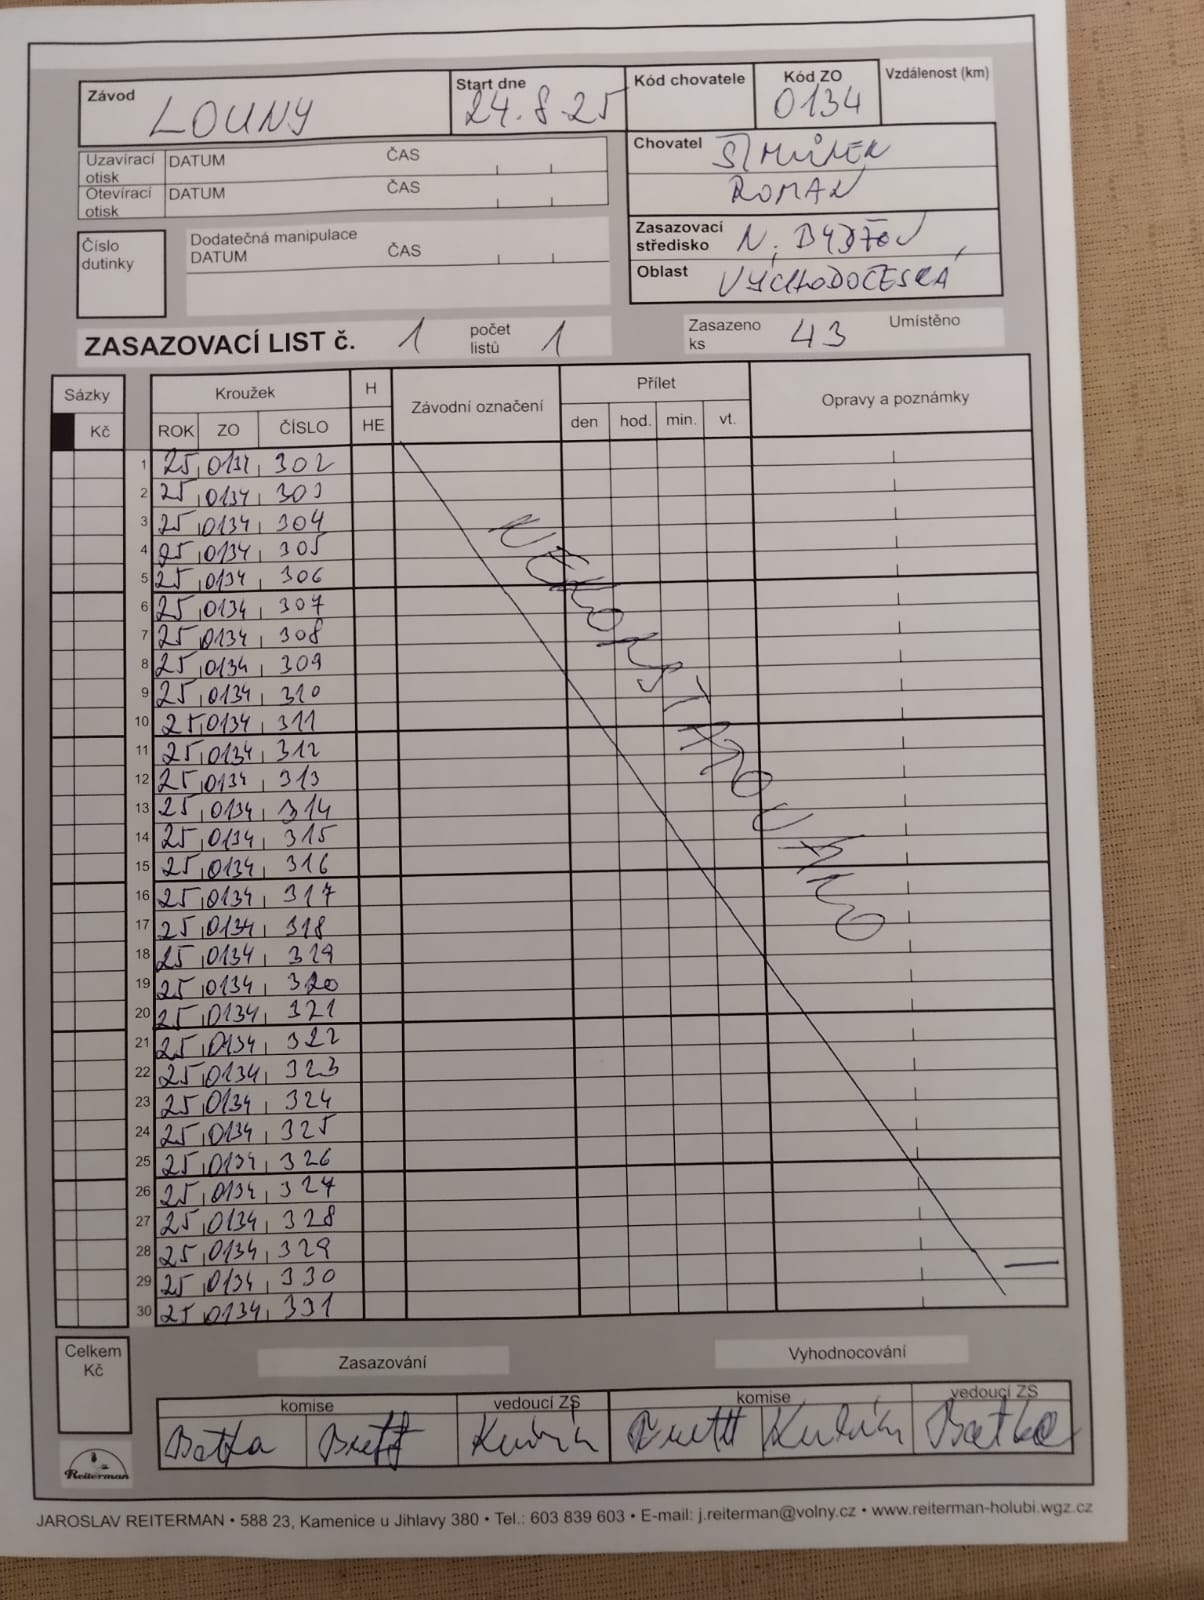 Závod LOUNY Start dne 24.8.25 Kód chovatele Kód ZO 0134 Vzdálenost (km)
Uzavírací otisk DATUM ČAS
Otevírací otisk DATUM ČAS
Chovatel
ROMAN
Číslo dutinky
Dodatečná manipulace
DATUM ČAS
Zasazovací středisko N. BYDŽOV
Oblast VÝCHODOČESKÁ
ZASAZOVACÍ LIST č. 1 počet listů 1 Zasazeno ks 43 Umístěno
Sázky Kroužek H Závodní označení Přílet Opravy a poznámky
Kč ROK ZO ČÍSLO HE den hod. min. vt.
1 25 0134 302
2 25 0134 303
3 25 0134 304
4 25 0134 305
5 25 0134 306
6 25 0134 307
7 25 0134 308
8 25 0134 309
9 25 0134 310
10 25 0134 311
11 25 0134 312
12 25 0134 313
13 25 0134 314
14 25 0134 315
15 25 0134 316
16 25 0134 317
17 25 0134 318
18 25 0134 319
19 25 0134 320
20 25 0134 321
21 25 0134 322
22 25 0134 323
23 25 0134 324
24 25 0134 325
25 25 0134 326
26 25 0134 327
27 25 0134 328
28 25 0134 329
29 25 0134 330
30 25 0134 331
Celkem Kč
Zasazování Vyhodnocování
komise vedoucí ZS komise vedoucí ZS
Batka Batka
Reiterman
JAROSLAV REITERMAN • 588 23, Kamenice u Jihlavy 380 • Tel.: 603 839 603 • E-mail: j.reiterman@volny.cz • www.reiterman-holubi.wgz.cz